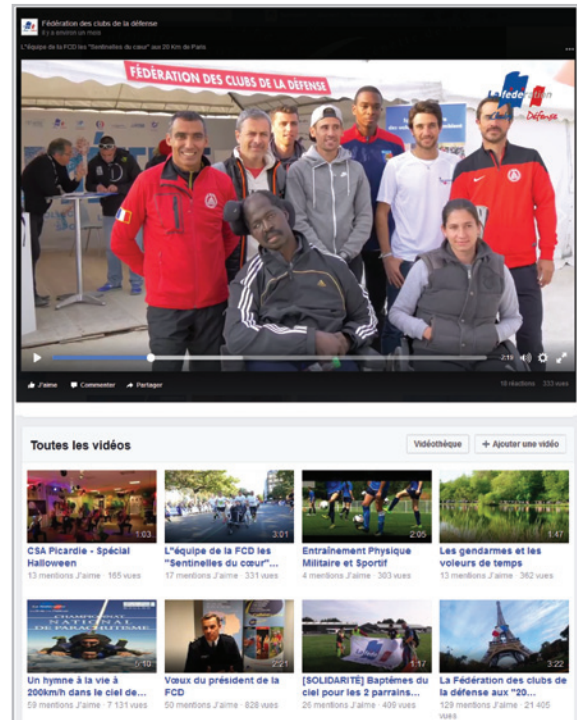 Fédération des clubs de la défense
Il y a environ un mois
L"équipe de la FCD les "Sentinelles du cœur" aux 20 Km de Paris
FÉDÉRATION DES CLUBS DE LA DÉFENSE
La fédération
Clubs de la Défense
-2:19
J'aime Commenter Partager
18 réactions 333 vues
Toutes les vidéos
Vidéothèque
+ Ajouter une vidéo
1:03
3:01
2:05
1:47
CSA Picardie - Spécial Halloween
13 mentions J'aime · 165 vues
L"équipe de la FCD les "Sentinelles du cœur"...
17 mentions J'aime · 331 vues
Entraînement Physique Militaire et Sportif
4 mentions J'aime · 303 vues
Les gendarmes et les voleurs de temps
13 mentions J'aime · 362 vues
CHAMPIONNAT
NATIONAL
DE PARACHUTISME
5:10
2:21
1:17
3:22
Un hymne à la vie à 200km/h dans le ciel de...
59 mentions J'aime · 7 131 vues
Vœux du président de la FCD
50 mentions J'aime · 828 vues
[SOLIDARITÉ] Baptêmes du ciel pour les 2 parrains...
26 mentions J'aime · 409 vues
La Fédération des clubs de la défense aux "20...
129 mentions J'aime · 21 405 vues